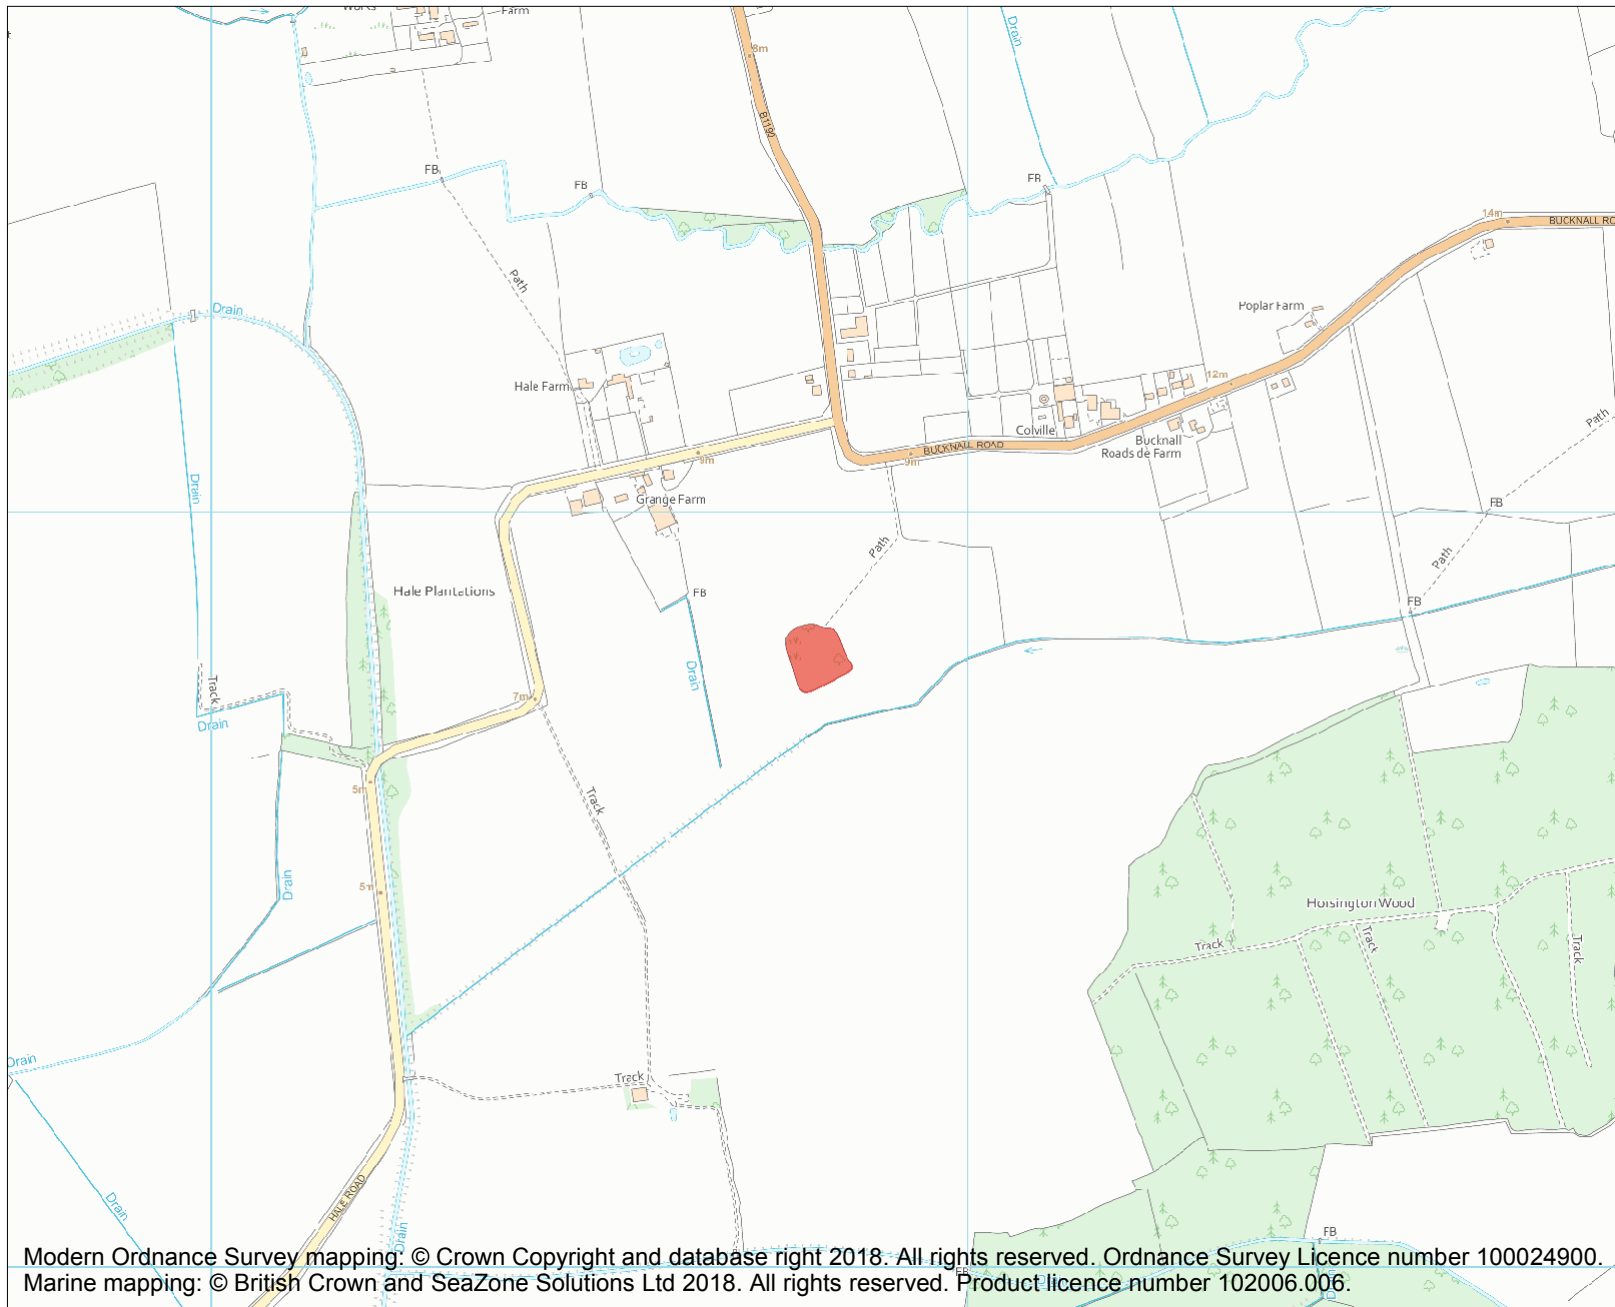 Farm
Drain
8m
B1190
FB
FB
FB
14m
Path
Drain
Poplar Farm
12m
Hale Farm
Path
Colville
Bucknall
Roads de Farm
BUCKNALL ROAD
9m
9m
Drain
Grange Farm
FB
Path
Path
Hale Plantations
FB
FB
Drain
Track
7m
Drain
5m
Track
Drain
5m
Track
Track
Track
Drain
Track
HALE ROAD
Drain
Drain
FB
FB
Modern Ordnance Survey mapping: © Crown Copyright and database right 2018. All rights reserved. Ordnance Survey Licence number 100024900.
Marine mapping: © British Crown and SeaZone Solutions Ltd 2018. All rights reserved. Product licence number 102006.006.